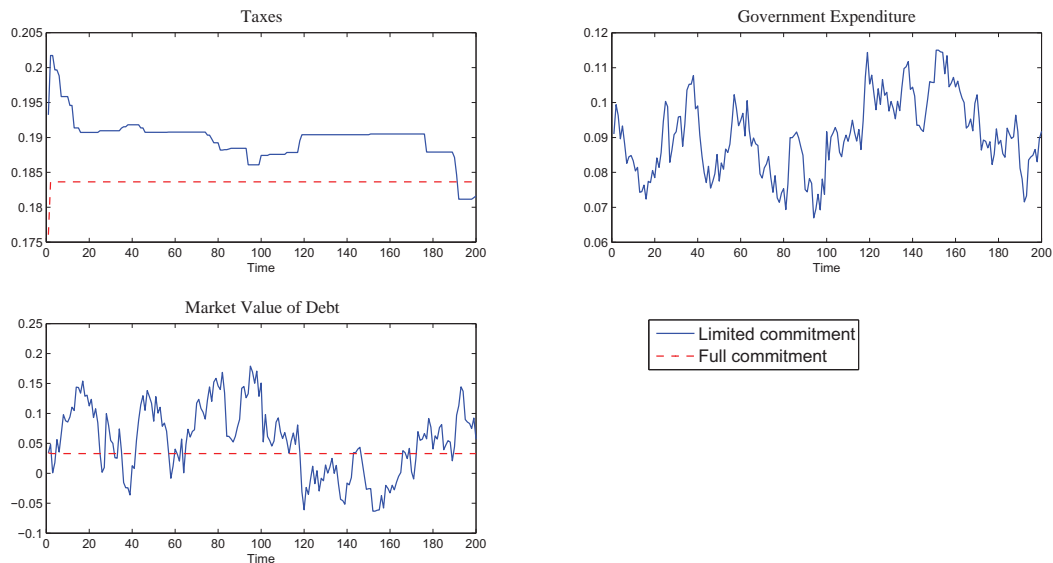 Taxes
0.205
0.2
0.195
0.19
0.185
0.18
0.175
0 20 40 60 80 100 120 140 160 180 200
Time
Government Expenditure
0.12
0.11
0.1
0.09
0.08
0.07
0.06
0 20 40 60 80 100 120 140 160 180 200
Time
Market Value of Debt
0.25
0.2
0.15
0.1
0.05
0
−0.05
−0.1
0 20 40 60 80 100 120 140 160 180 200
Time
Limited commitment
Full commitment